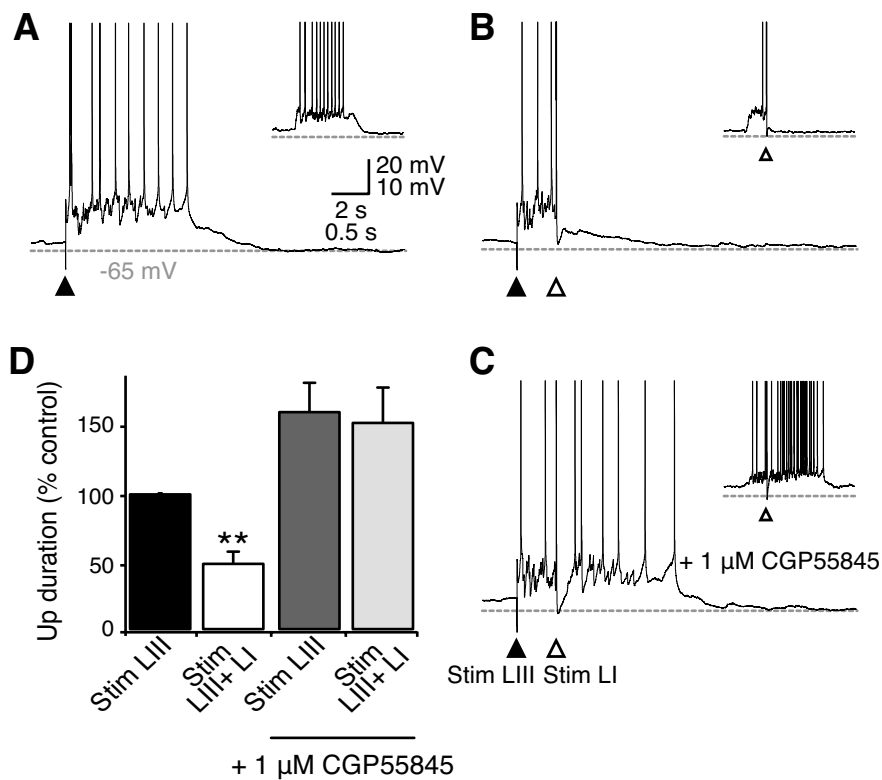 A
B
20 mV
10 mV
2 s
0.5 s
-65 mV
D
C
Up duration (% control)
150
100
50
0
**
Stim LIII
Stim
LIII+ LI
Stim LIII
Stim
LIII+ LI
+ 1 µM CGP55845
+ 1 µM CGP55845
Stim LIII Stim LI